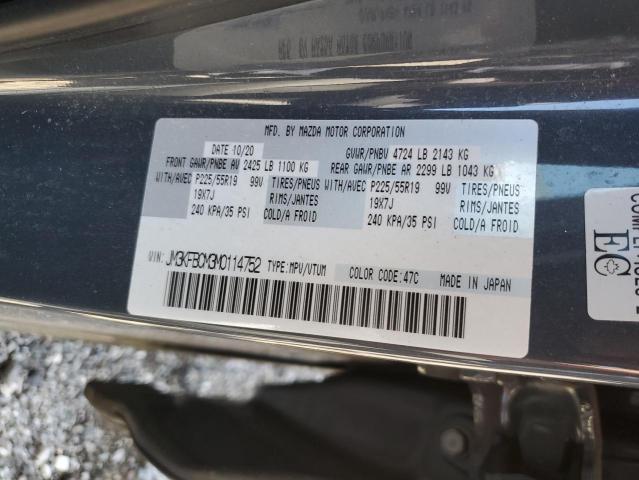 MFD. BY MAZDA MOTOR CORPORATION
DATE 10/20 GVWR/PNBV 4724 LB 2143 KG
FRONT GAWR/PNBE AV 2425 LB 1100 KG REAR GAWR/PNBE AR 2299 LB 1043 KG
WITH/AVEC P225/55R19 99V TIRES/PNEUS WITH/AVEC P225/55R19 99V TIRES/PNEUS
19X7J RIMS/JANTES 19X7J RIMS/JANTES
240 KPA/35 PSI COLD/A FROID 240 KPA/35 PSI COLD/A FROID
VIN: JM3KFBCM3M0114752 TYPE:MPV/VTUM COLOR CODE:47C MADE IN JAPAN
EC